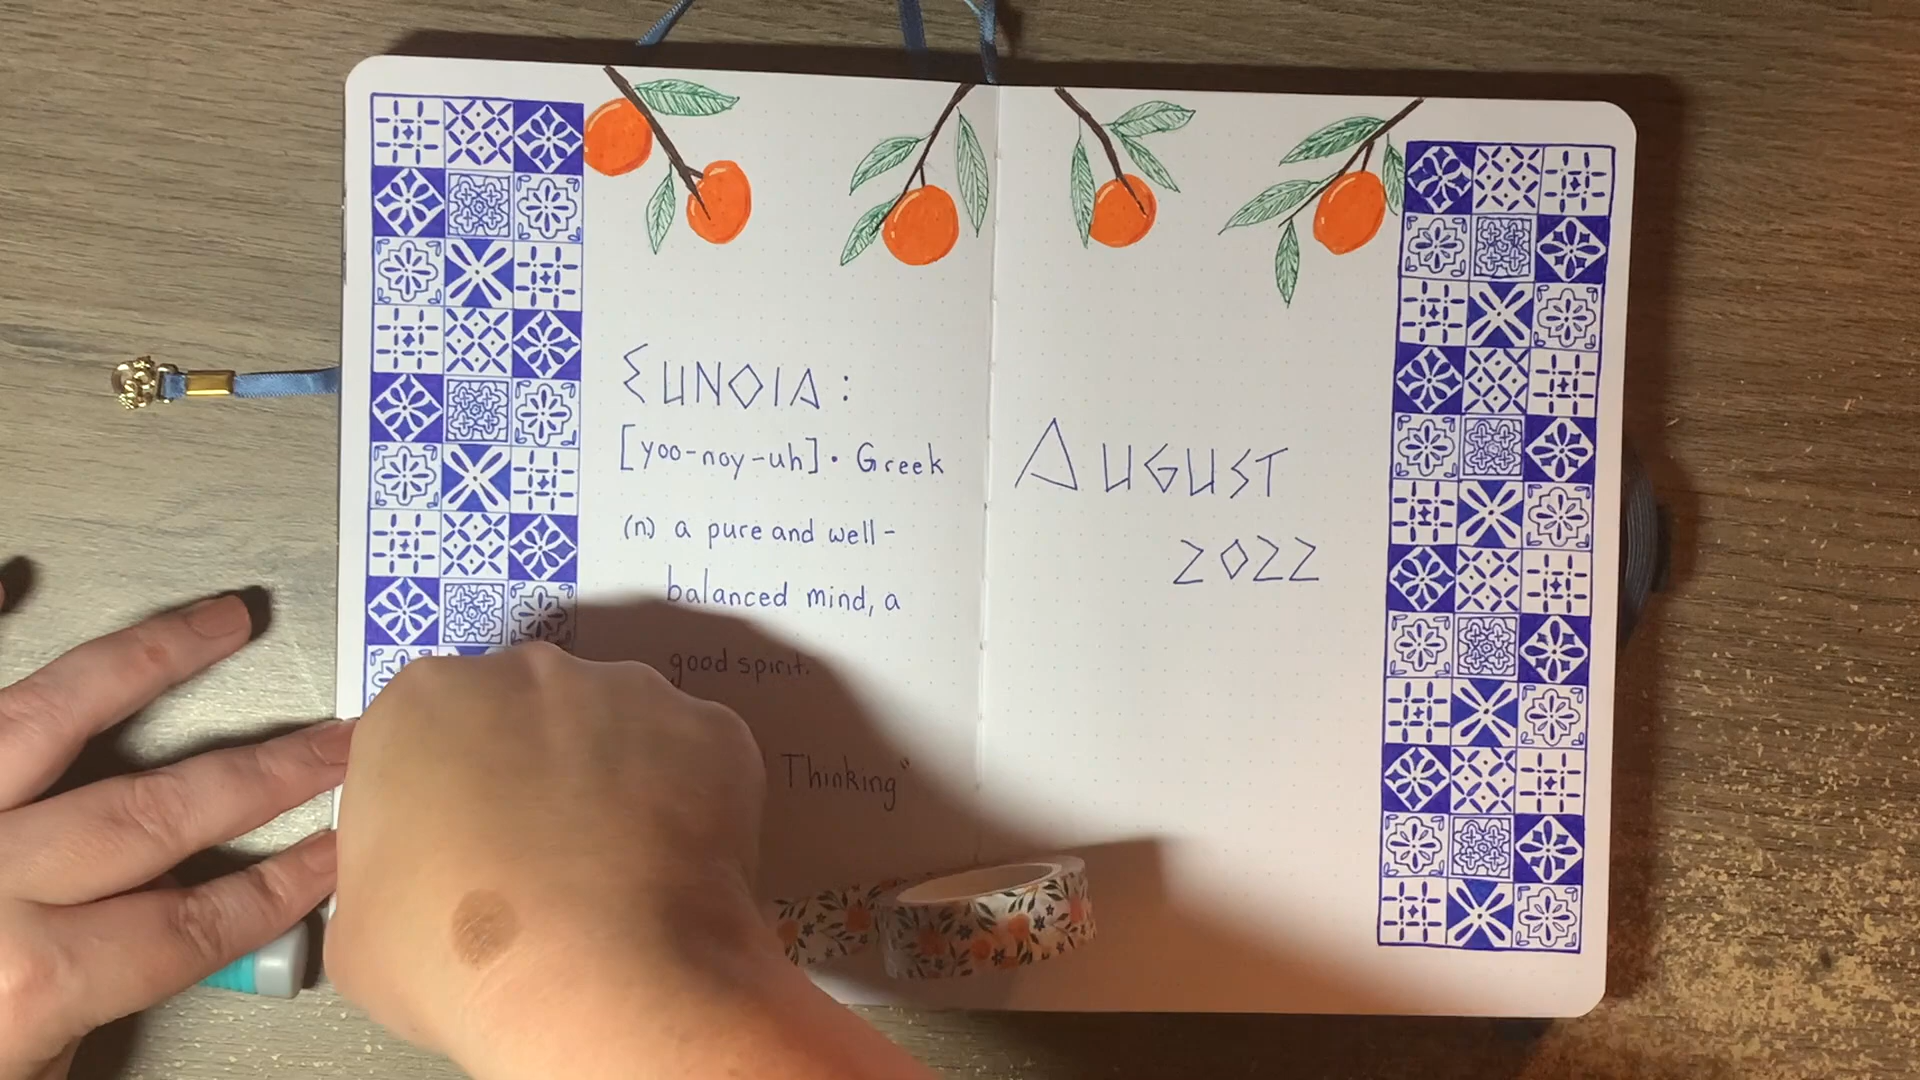 EUNOIA:
[yoo-noy-uh] • Greek
(n) a pure and well-
balanced mind, a
good spirit.
Thinking"
AUGUST
2022